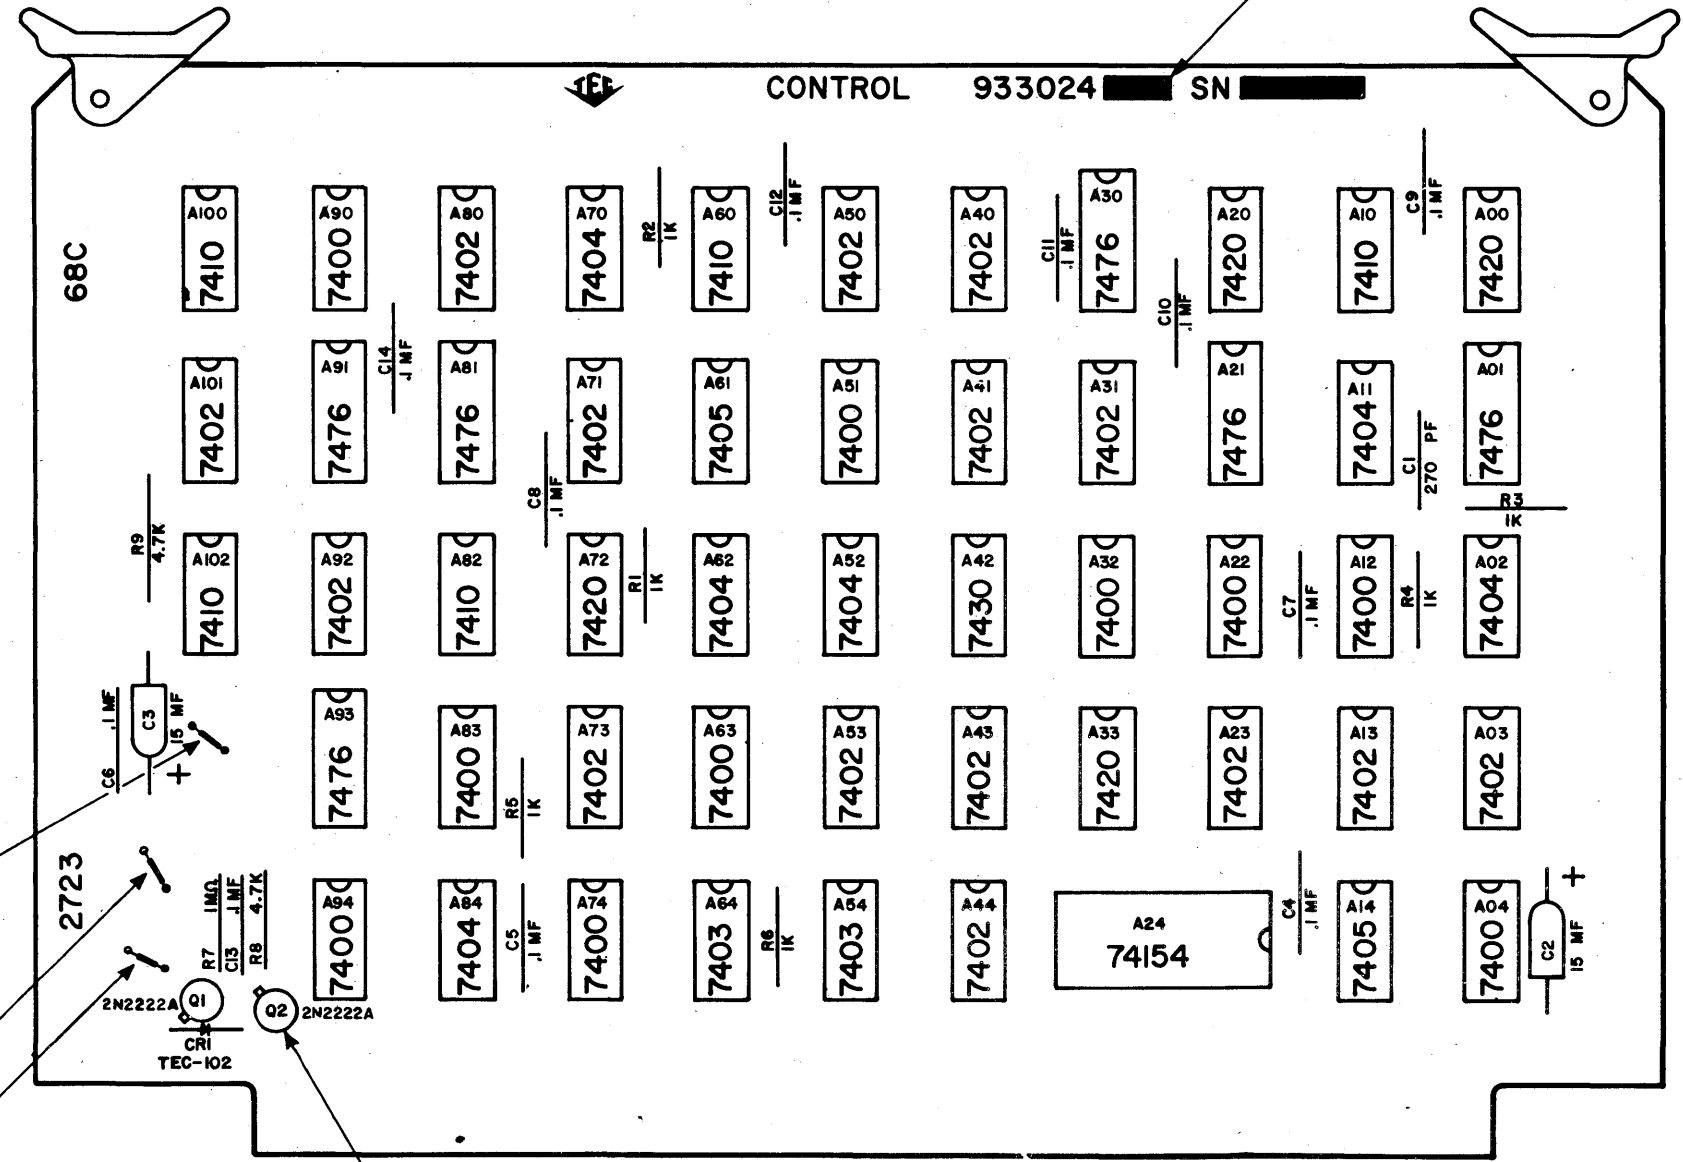 TEC CONTROL 933024 SN
68C
A100 7410
A90 7400
A80 7402
A70 7404
R2 1K
A60 7410
C12 .1 MF
A50 7402
A40 7402
C11 .1 MF
A30 7476
C10 .1 MF
A20 7420
A10 7410
C9 .1 MF
A00 7420
A101 7402
A91 7476
C14 .1 MF
A81 7476
C8 .1 MF
A71 7402
A61 7405
A51 7400
A41 7402
A31 7402
A21 7476
A11 7404
C1 270 PF
A01 7476
R3 1K
R9 4.7K
A102 7410
A92 7402
A82 7410
A72 7420
R1 1K
A62 7404
A52 7404
A42 7430
A32 7400
A22 7400
C7 .1 MF
A12 7400
R4 1K
A02 7404
C6 .1 MF
C3 15 MF +
A93 7476
A83 7400
R5 1K
A73 7402
A63 7400
A53 7402
A43 7402
A33 7420
A23 7402
A13 7402
A03 7402
2723
R7 1MΩ
C13 .1 MF
R8 4.7K
A94 7400
A84 7404
C5 .1 MF
A74 7400
A64 7403
R6 1K
A54 7403
A44 7402
A24 74154
C4 .1 MF
A14 7405
A04 7400
C2 15 MF +
2N2222A Q1
Q2 2N2222A
CR1
TEC-102